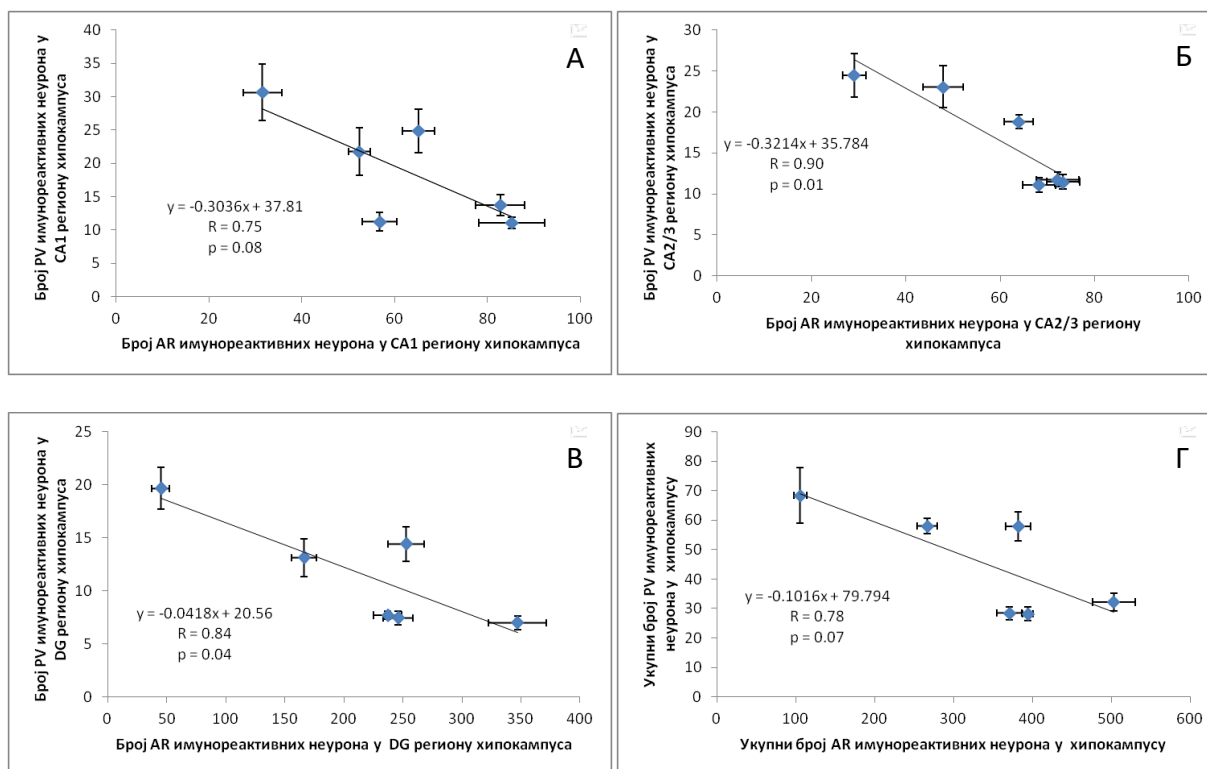 А
Број PV имунореактивних неурона у
CA1 региону хипокампуса
40
35
30
25
20
15
10
5
0
y = -0.3036x + 37.81
R = 0.75
p = 0.08
0 20 40 60 80 100
Број AR имунореактивних неурона у CA1 региону хипокампуса
Б
Број PV имунореактивних неурона у
CA2/3 региону хипокампуса
30
25
20
15
10
5
0
y = -0.3214x + 35.784
R = 0.90
p = 0.01
0 20 40 60 80 100
Број AR имунореактивних неурона у CA2/3 региону
хипокампуса
В
Број PV имунореактивних неурона у
DG региону хипокампуса
25
20
15
10
5
0
y = -0.0418x + 20.56
R = 0.84
p = 0.04
0 50 100 150 200 250 300 350 400
Број AR имунореактивних неурона у DG региону хипокампуса
Г
Укупни број PV имунореактивних
неурона у хипокампусу
90
80
70
60
50
40
30
20
10
0
y = -0.1016x + 79.794
R = 0.78
p = 0.07
0 100 200 300 400 500 600
Укупни број AR имунореактивних неурона у хипокампусу